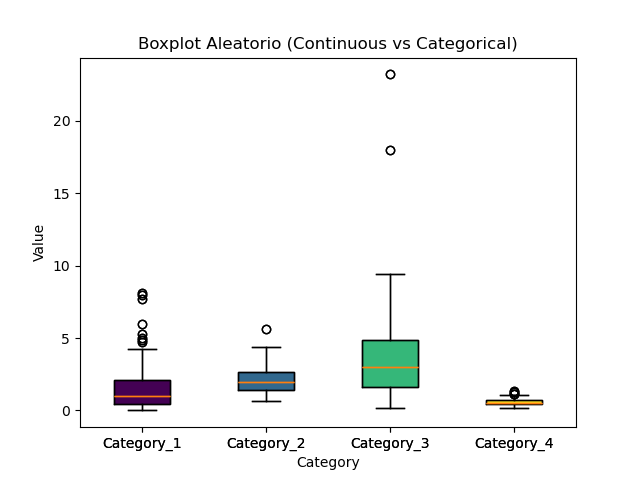 Boxplot Aleatorio (Continuous vs Categorical)
Value
20
15
10
5
0
Category_1 Category_2 Category_3 Category_4
Category